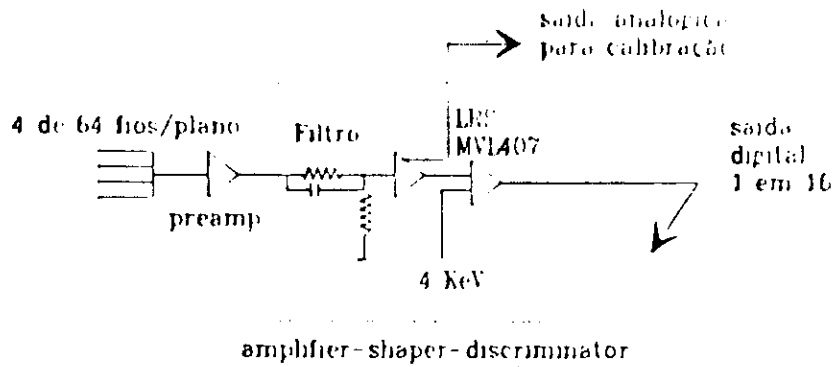 saida analogica
para calibração
4 de 64 fios/plano
Filtro
LRS
MVL407
saida
digital
1 em 16
preamp
4 KeV
amplifier-shaper-discriminator